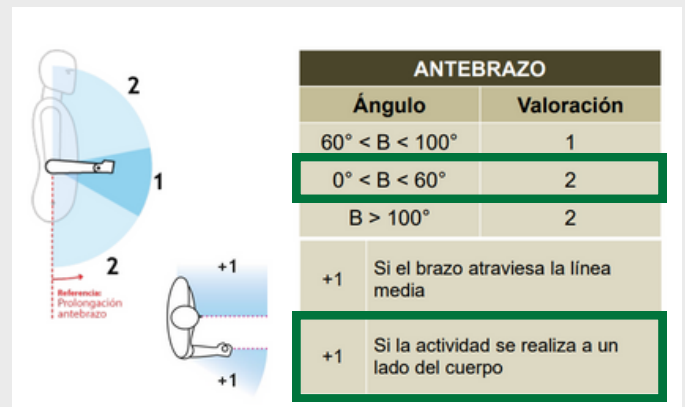 2
1
2
Referencia:
Prolongación
antebrazo
+1
+1
ANTEBRAZO
Ángulo Valoración
60° < B < 100° 1
0° < B < 60° 2
B > 100° 2
+1 Si el brazo atraviesa la línea
media
+1 Si la actividad se realiza a un
lado del cuerpo